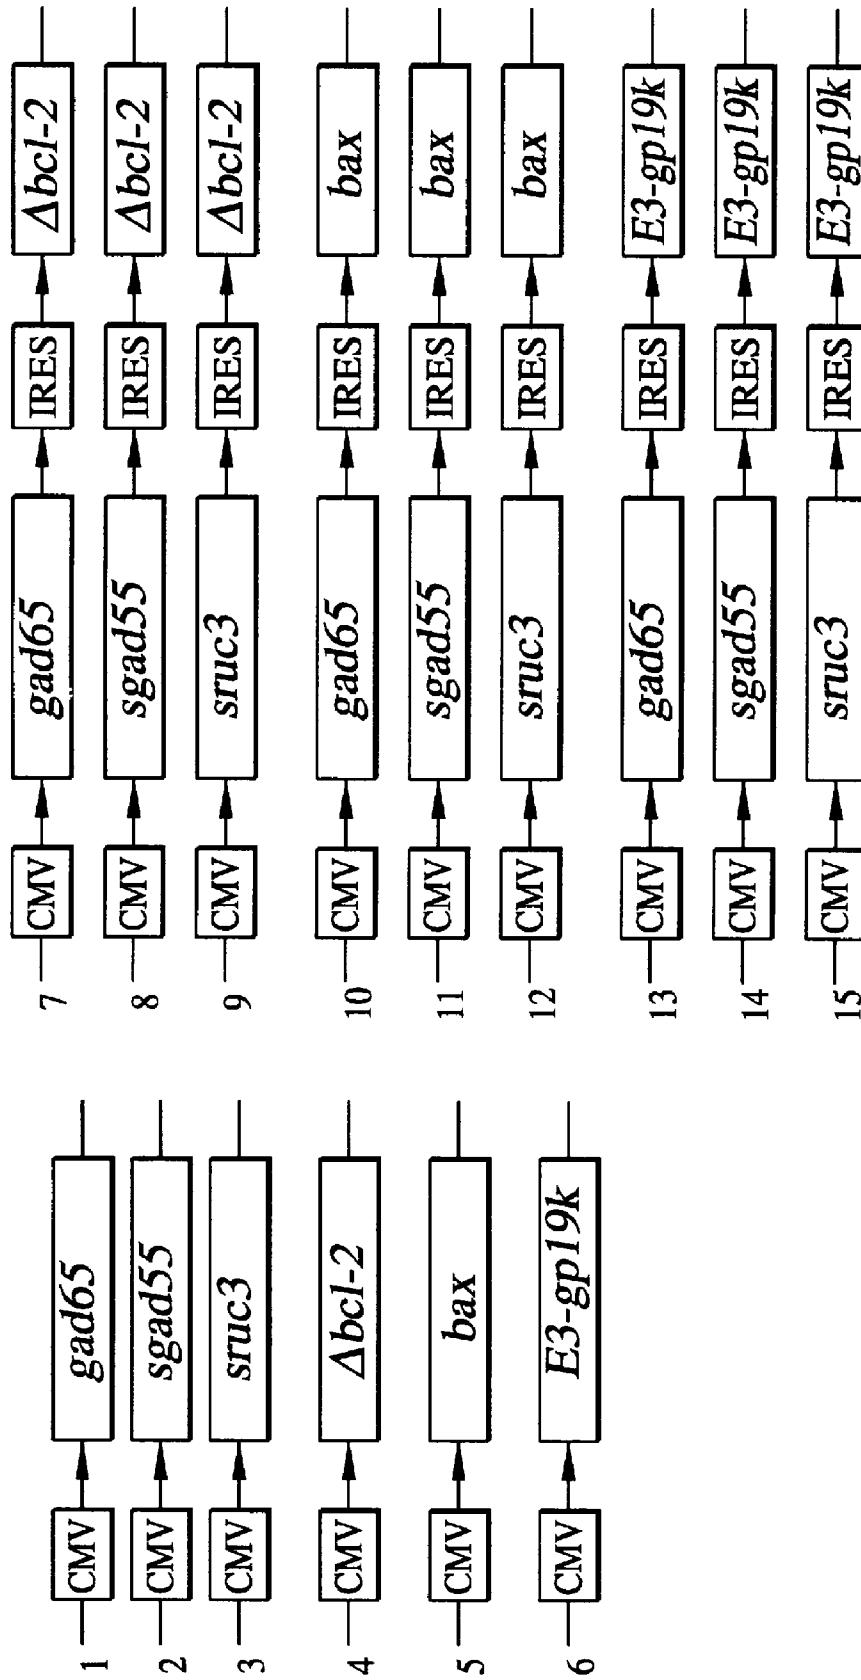 1 CMV gad65
2 CMV sgad55
3 CMV sruc3
4 CMV Δbcl-2
5 CMV bax
6 CMV E3-gp19k
7 CMV gad65 IRES Δbcl-2
8 CMV sgad55 IRES Δbcl-2
9 CMV sruc3 IRES Δbcl-2
10 CMV gad65 IRES bax
11 CMV sgad55 IRES bax
12 CMV sruc3 IRES bax
13 CMV gad65 IRES E3-gp19k
14 CMV sgad55 IRES E3-gp19k
15 CMV sruc3 IRES E3-gp19k